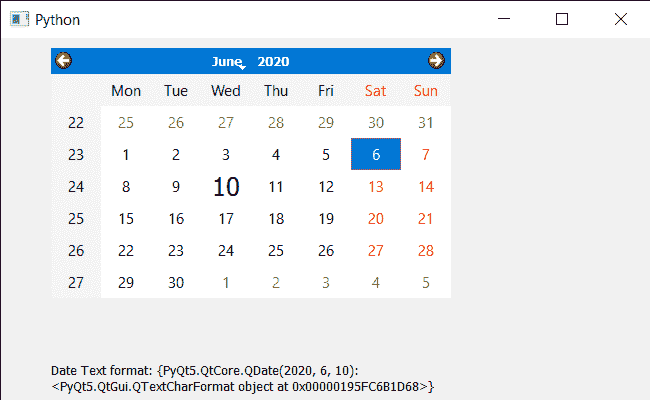 Python
June 2020
Mon Tue Wed Thu Fri Sat Sun
22 25 26 27 28 29 30 31
23 1 2 3 4 5 6 7
24 8 9 10 11 12 13 14
25 15 16 17 18 19 20 21
26 22 23 24 25 26 27 28
27 29 30 1 2 3 4 5
Date Text format: {PyQt5.QtCore.QDate(2020, 6, 10):
<PyQt5.QtGui.QTextCharFormat object at 0x00000195FC6B1D68>}